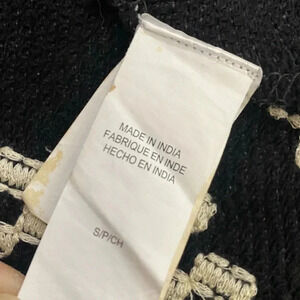 MADE IN INDIA
FABRIQUE EN INDE
HECHO EN INDIA
S/P/CH